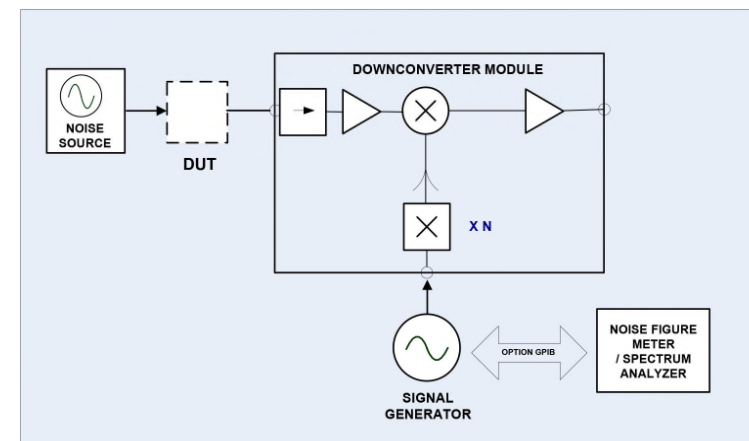 DOWNCONVERTER MODULE
NOISE
SOURCE
DUT
X N
OPTION GPIB
NOISE FIGURE
METER
/ SPECTRUM
ANALYZER
SIGNAL
GENERATOR